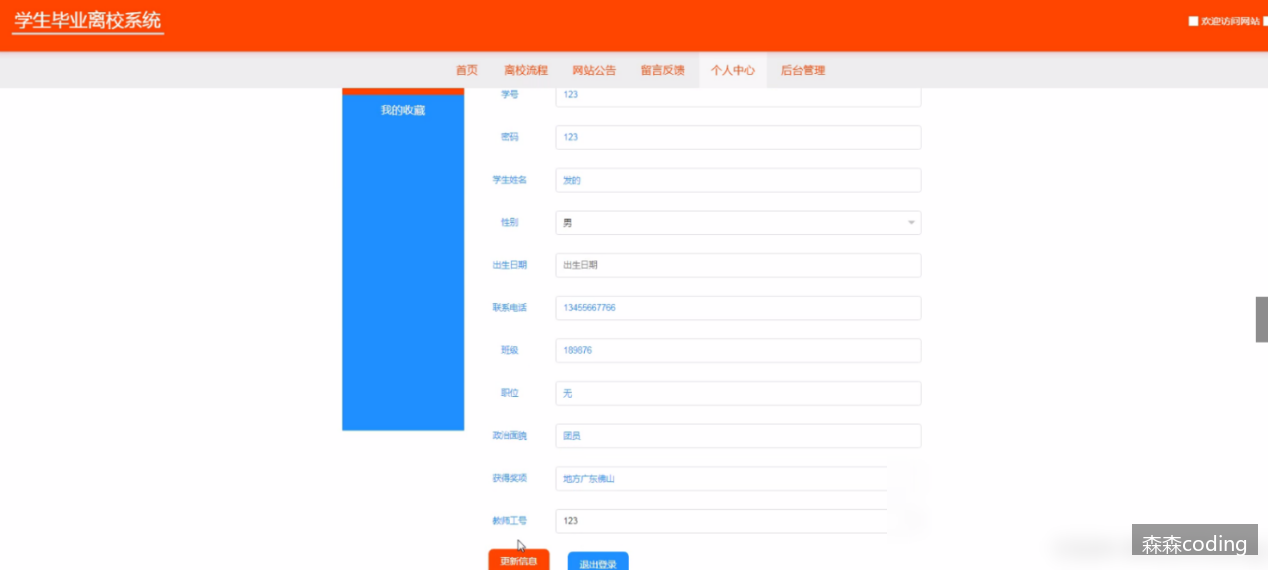 学生毕业离校系统
欢迎访问网站
首页 离校流程 网站公告 留言反馈 个人中心 后台管理
我的收藏
学号 123
密码 123
学生姓名 发的
性别 男
出生日期 出生日期
联系电话 13455667766
班级 189876
职位 无
政治面貌 团员
获得奖项 地方广东佛山
教师工号 123
更新信息 退出登录
森森coding